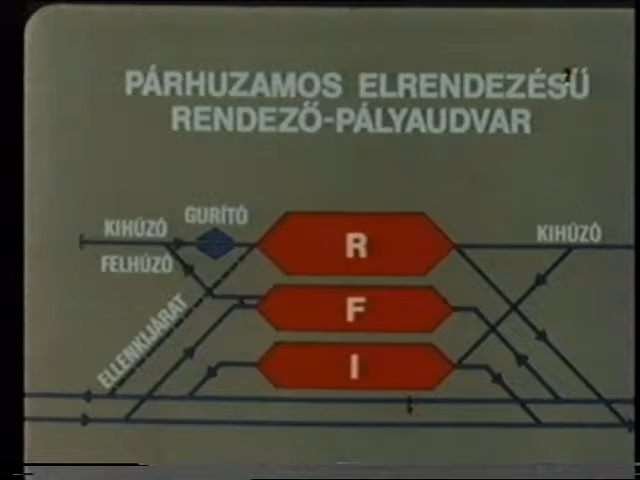 PÁRHUZAMOS ELRENDEZÉSŰ
RENDEZŐ-PÁLYAUDVAR
GURÍTÓ
KIHÚZÓ
R
KIHÚZÓ
FELHÚZÓ
ELLENKIJÁRAT
F
I